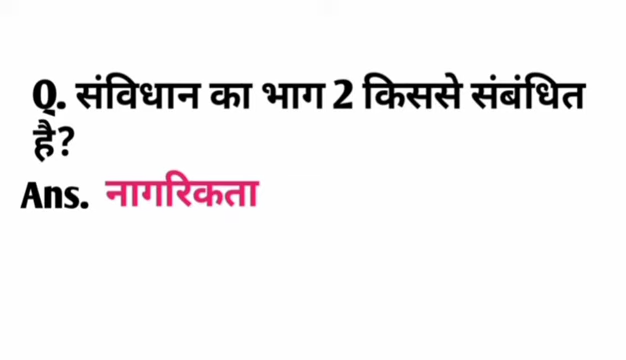 Q. संविधान का भाग 2 किससे संबंधित
है?
Ans. नागरिकता